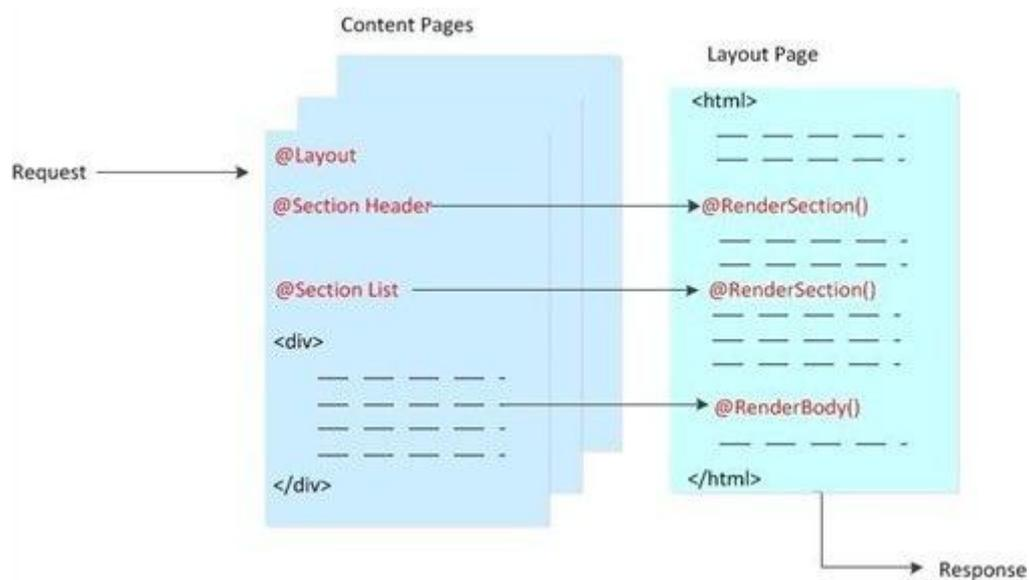 Content Pages
Layout Page
Request
@Layout
@Section Header
@Section List
<div>
</div>
<html>
@RenderSection()
@RenderSection()
@RenderBody()
</html>
Response